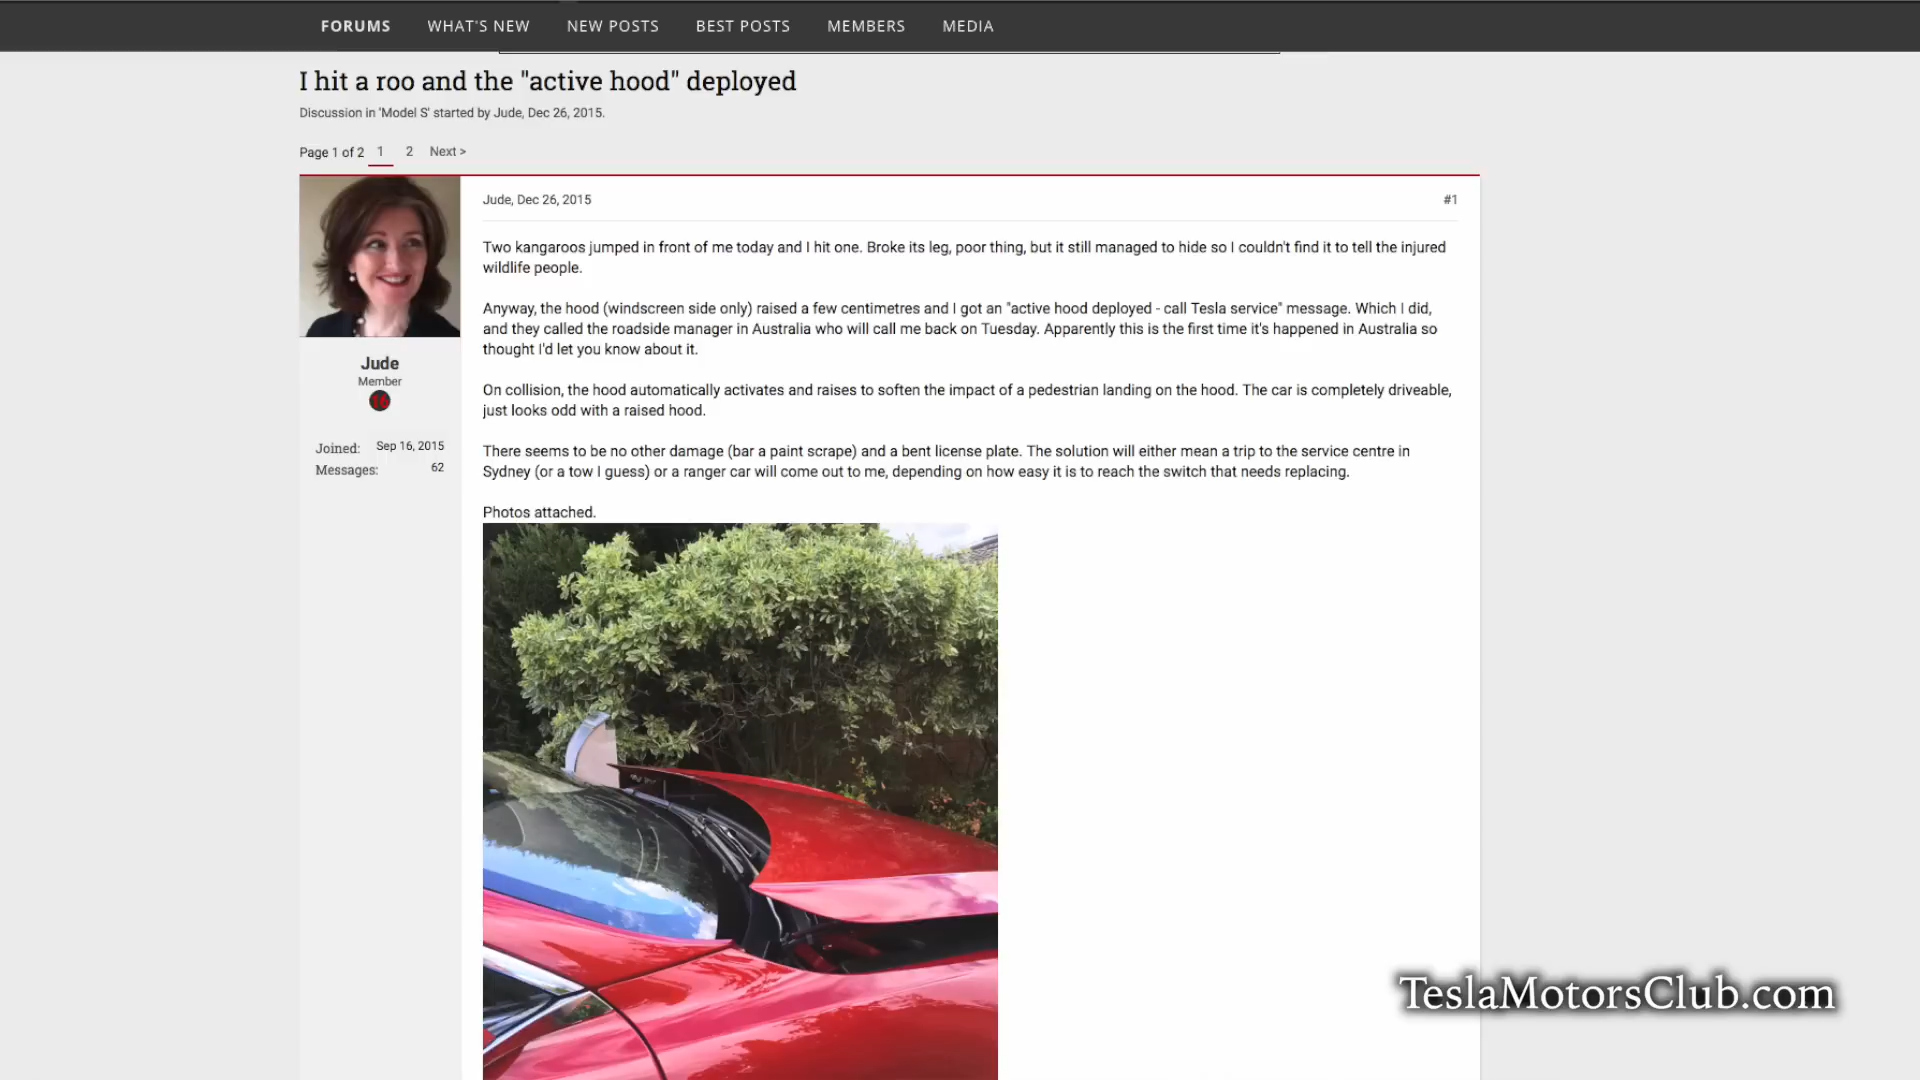 FORUMS WHAT'S NEW NEW POSTS BEST POSTS MEMBERS MEDIA
I hit a roo and the "active hood" deployed
Discussion in 'Model S' started by Jude, Dec 26, 2015.
Page 1 of 2 1 2 Next >
Jude, Dec 26, 2015 #1
Two kangaroos jumped in front of me today and I hit one. Broke its leg, poor thing, but it still managed to hide so I couldn't find it to tell the injured
wildlife people.
Anyway, the hood (windscreen side only) raised a few centimetres and I got an "active hood deployed - call Tesla service" message. Which I did,
and they called the roadside manager in Australia who will call me back on Tuesday. Apparently this is the first time it's happened in Australia so
thought I'd let you know about it.
On collision, the hood automatically activates and raises to soften the impact of a pedestrian landing on the hood. The car is completely driveable,
just looks odd with a raised hood.
There seems to be no other damage (bar a paint scrape) and a bent license plate. The solution will either mean a trip to the service centre in
Sydney (or a tow I guess) or a ranger car will come out to me, depending on how easy it is to reach the switch that needs replacing.
Photos attached.
Jude
Member
16
Joined: Sep 16, 2015
Messages: 62
TeslaMotorsClub.com